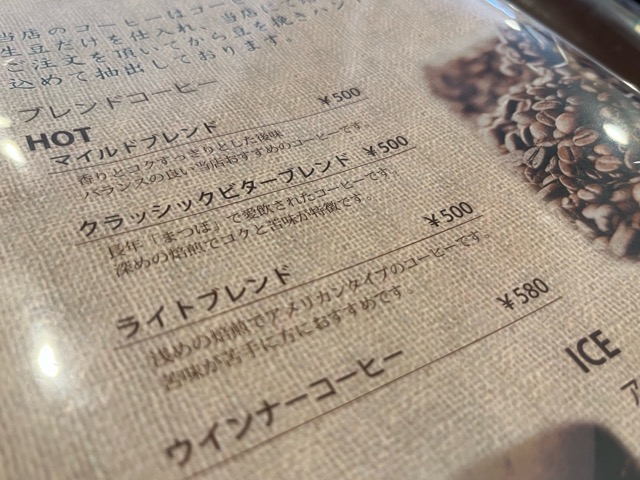 当店のコーヒーは
生豆だけを仕入れ、当店に
ご注文を頂いてから豆を挽きハン
込めて抽出しております。
ブレンドコーヒー
HOT
マイルドブレンド ¥500
香りとコクすっきりとした後味
バランスの良い当店おすすめのコーヒーです。
クラッシックビターブレンド ¥500
長年「まつば」で愛飲されたコーヒーです。
深めの焙煎でコクと苦味が特徴です。
ライトブレンド ¥500
浅めの焙煎でアメリカンタイプのコーヒーです。
苦味が苦手に方におすすめです。
ウインナーコーヒー ¥580
ICE
ア